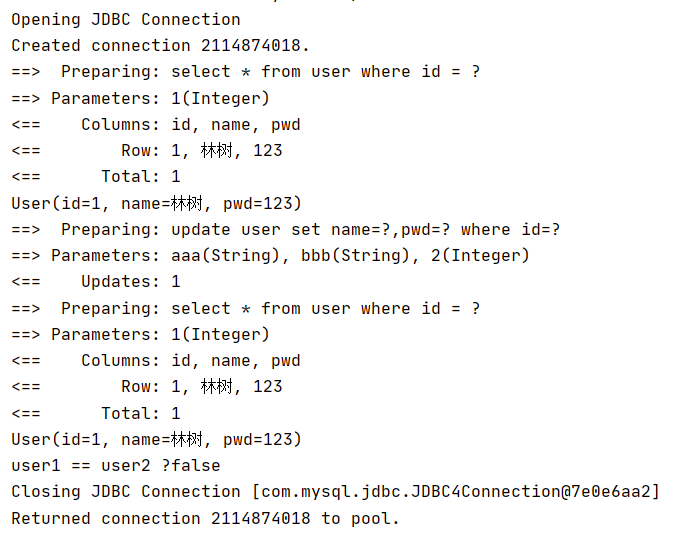 Opening JDBC Connection
Created connection 2114874018.
==>  Preparing: select * from user where id = ?
==> Parameters: 1(Integer)
<==    Columns: id, name, pwd
<==        Row: 1, 林树, 123
<==      Total: 1
User(id=1, name=林树, pwd=123)
==>  Preparing: update user set name=?,pwd=? where id=?
==> Parameters: aaa(String), bbb(String), 2(Integer)
<==    Updates: 1
==>  Preparing: select * from user where id = ?
==> Parameters: 1(Integer)
<==    Columns: id, name, pwd
<==        Row: 1, 林树, 123
<==      Total: 1
User(id=1, name=林树, pwd=123)
user1 == user2 ?false
Closing JDBC Connection [com.mysql.jdbc.JDBC4Connection@7e0e6aa2]
Returned connection 2114874018 to pool.